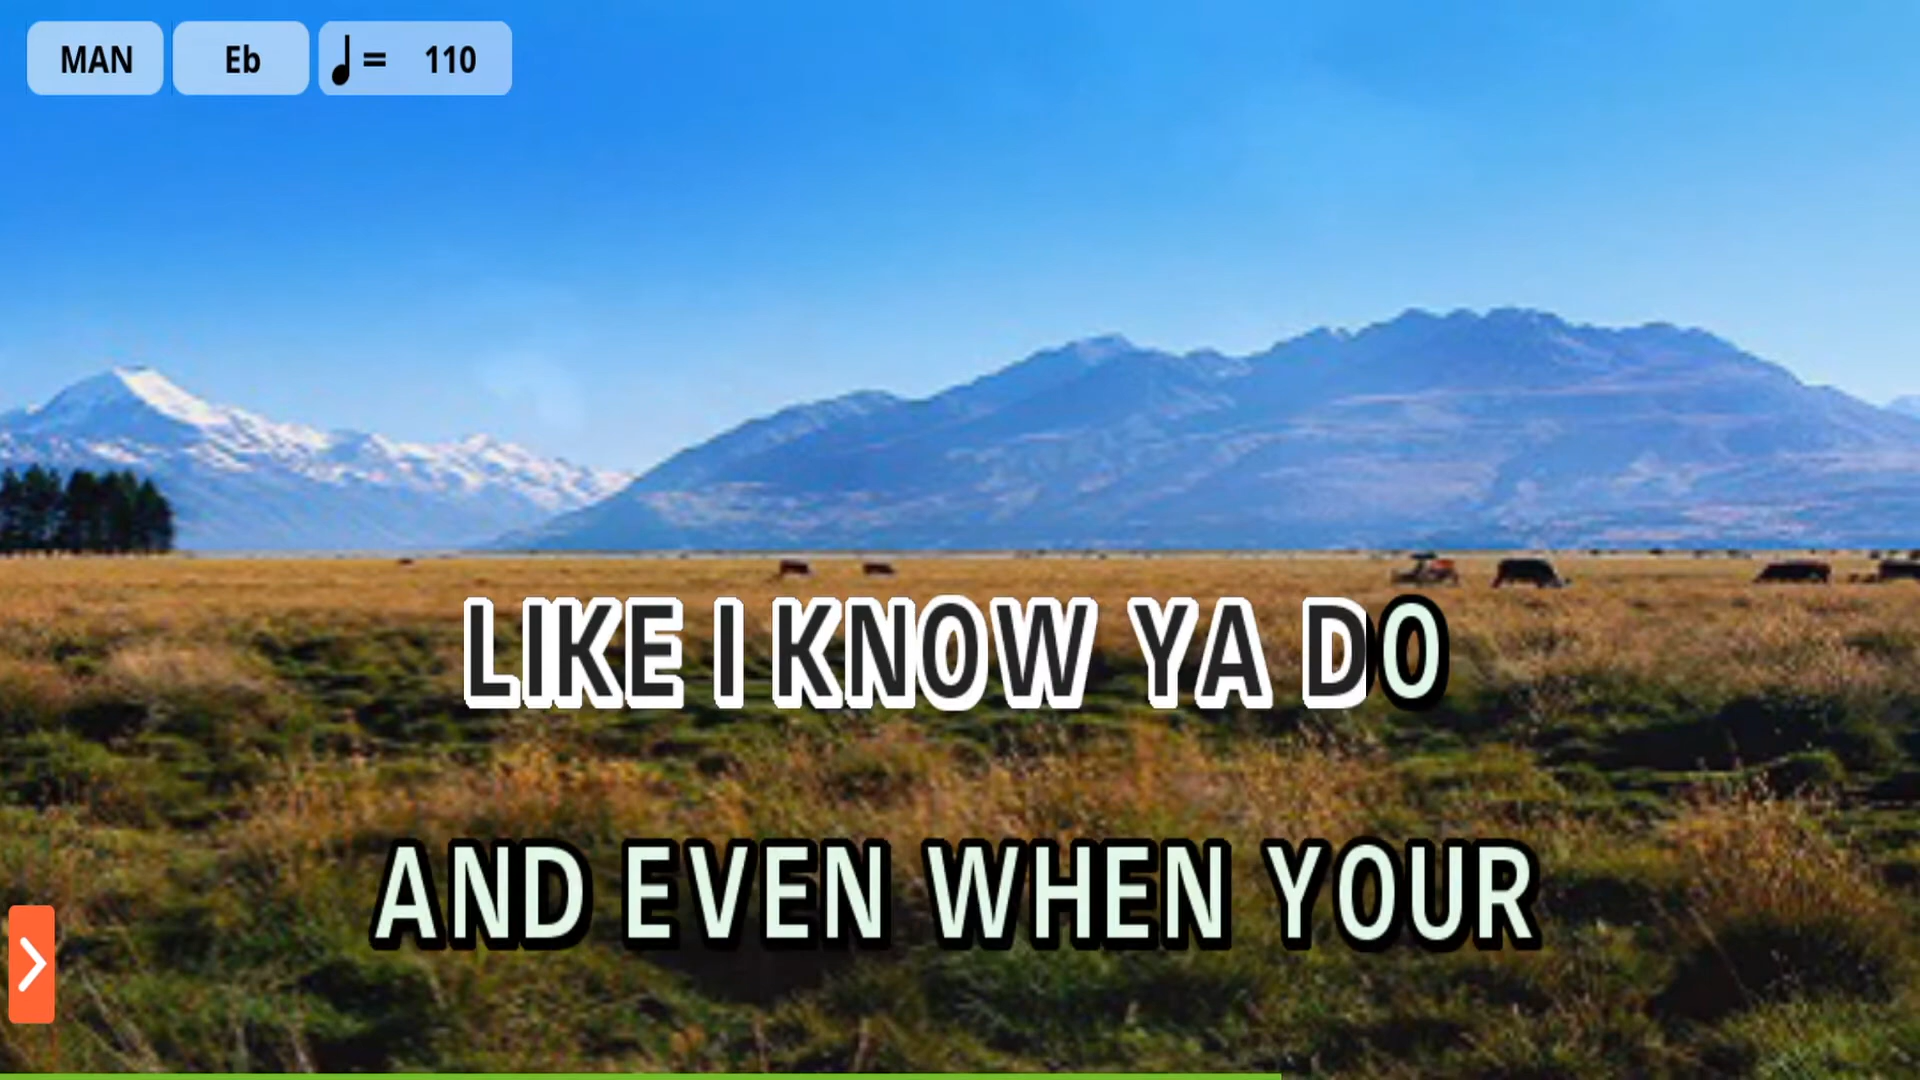 MAN Eb ♩= 110
LIKE I KNOW YA DO
AND EVEN WHEN YOUR